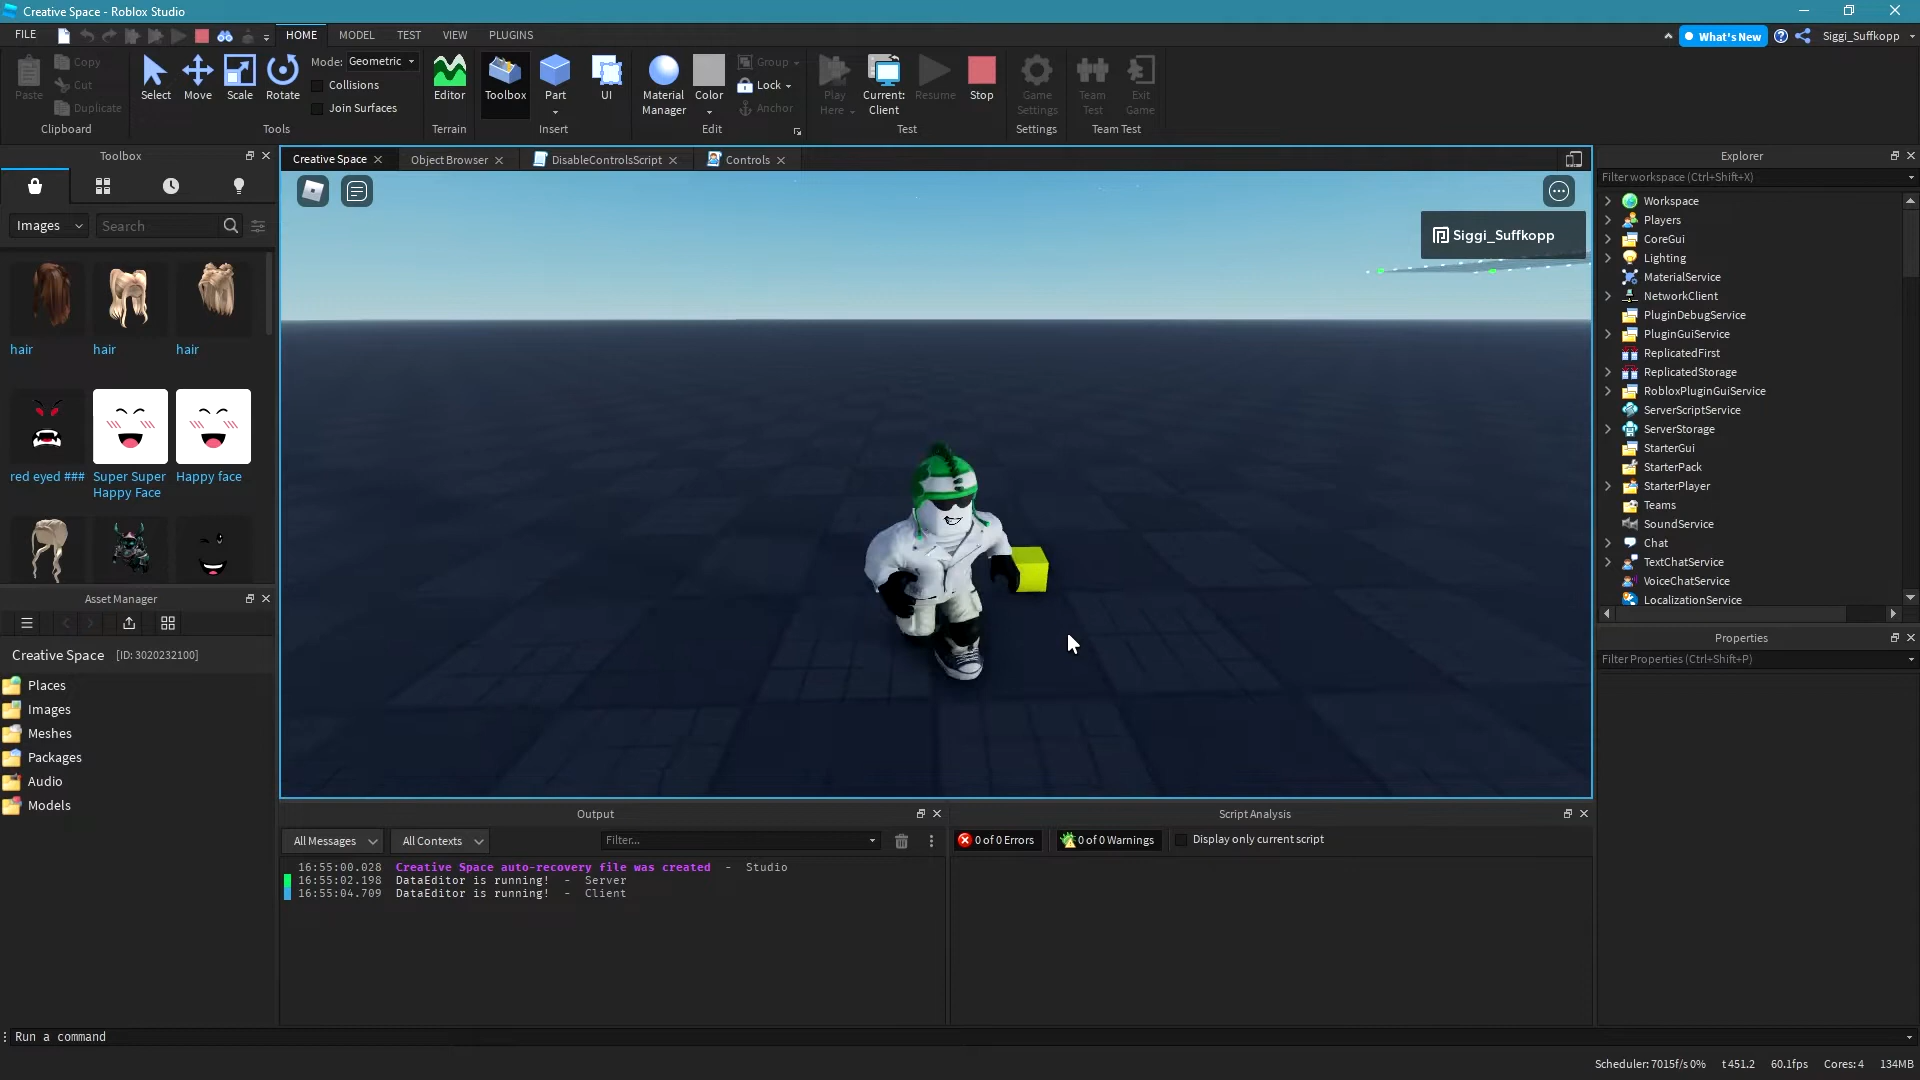 Creative Space - Roblox Studio
FILE HOME MODEL TEST VIEW PLUGINS What's New Siggi_Suffkopp
Paste
Copy
Cut
Duplicate
Clipboard
Select
Move
Scale
Rotate
Mode: Geometric
Collisions
Join Surfaces
Tools
Editor
Terrain
Toolbox
Part
UI
Insert
Material
Manager
Color
Group
Lock
Anchor
Edit
Play
Here
Current:
Client
Resume
Stop
Test
Game
Settings
Settings
Team
Test
Exit
Game
Team Test
Toolbox
Images
Search
hair hair hair
red eyed ###
Super Super
Happy Face
Happy face
Asset Manager
Creative Space [ID: 3020232100]
Places
Images
Meshes
Packages
Audio
Models
Creative Space
Object Browser
DisableControlsScript
Controls
Siggi_Suffkopp
Output
All Messages All Contexts Filter...
16:55:00.028 Creative Space auto-recovery file was created - Studio
16:55:02.198 DataEditor is running! - Server
16:55:04.709 DataEditor is running! - Client
Script Analysis
0 of 0 Errors 0 of 0 Warnings Display only current script
Explorer
Filter workspace (Ctrl+Shift+X)
Workspace
Players
CoreGui
Lighting
MaterialService
NetworkClient
PluginDebugService
PluginGuiService
ReplicatedFirst
ReplicatedStorage
RobloxPluginGuiService
ServerScriptService
ServerStorage
StarterGui
StarterPack
StarterPlayer
Teams
SoundService
Chat
TextChatService
VoiceChatService
LocalizationService
Properties
Filter Properties (Ctrl+Shift+P)
Run a command
Scheduler: 7015f/s 0% t 451.2 60.1fps Cores: 4 134MB